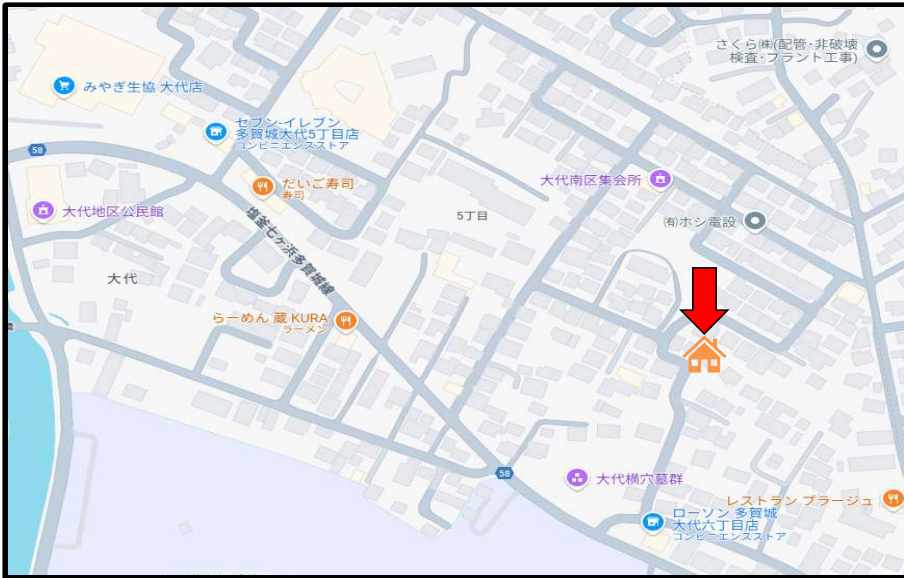 さくら㈱(配管・非破壊
検査・プラント工事)
みやぎ生協 大代店
セブン-イレブン
多賀城大代5丁目店
コンビニエンスストア
58
だいご寿司
寿司
大代南区集会所
大代地区公民館
5丁目
㈲ホシ電設
塩釜七ヶ浜多賀城線
大代
らーめん 蔵 KURA
ラーメン
58
大代横穴墓群
レストラン プラージュ
ローソン 多賀城
大代六丁目店
コンビニエンスストア